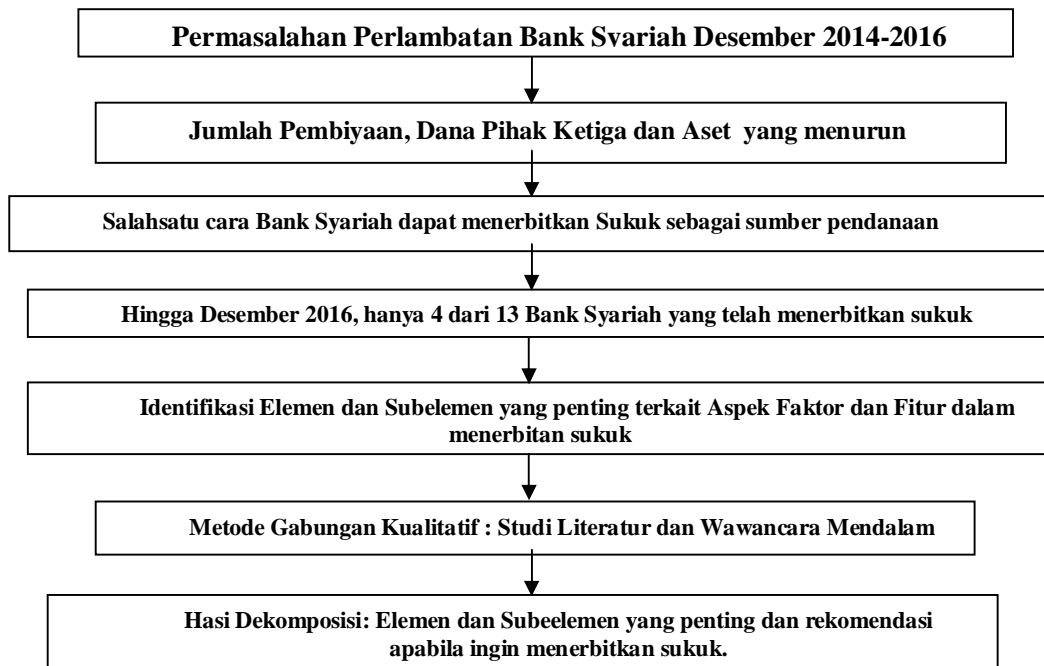 Permasalahan Perlambatan Bank Syariah Desember 2014-2016
Jumlah Pembiyaan, Dana Pihak Ketiga dan Aset yang menurun
Salahsatu cara Bank Syariah dapat menerbitkan Sukuk sebagai sumber pendanaan
Hingga Desember 2016, hanya 4 dari 13 Bank Syariah yang telah menerbitkan sukuk
Identifikasi Elemen dan Subelemen yang penting terkait Aspek Faktor dan Fitur dalam
menerbitan sukuk
Metode Gabungan Kualitatif : Studi Literatur dan Wawancara Mendalam
Hasi Dekomposisi: Elemen dan Subeelemen yang penting dan rekomendasi
apabila ingin menerbitkan sukuk.